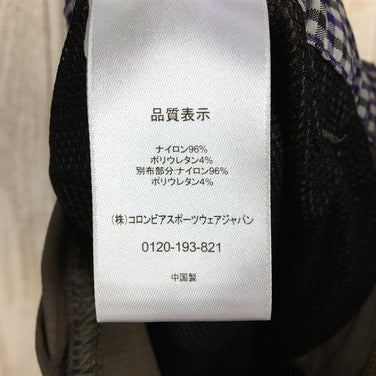 品質表示
ナイロン96%
ポリウレタン4%
別布部分:ナイロン96%
ポリウレタン4%
(株)コロンビアスポーツウェアジャパン
0120-193-821
中国製